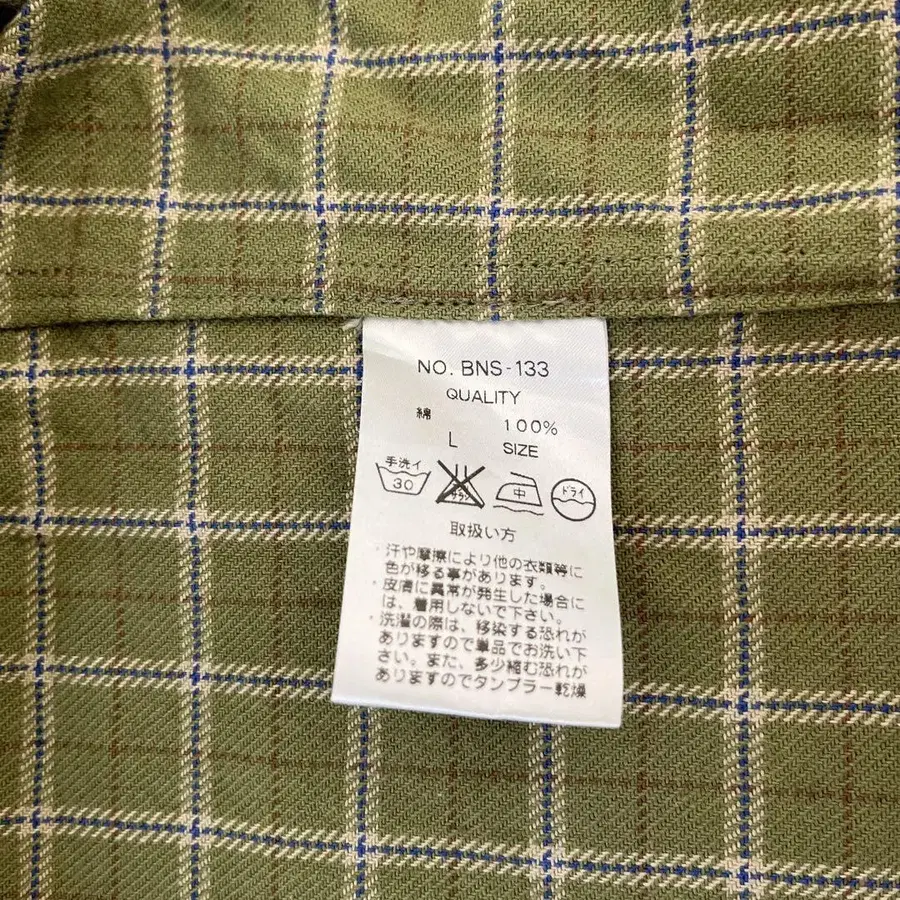 NO. BNS-133
QUALITY
綿 100%
L SIZE
手洗イ 30 サラシ 中 ドライ
取扱い方
・汗や摩擦により他の衣類等に
色が移る事があります。
・皮膚に異常が発生した場合に
は、着用しないで下さい。
・洗濯の際は、移染する恐れが
ありますので単品でお洗い下
さい。また、多少縮む恐れが
ありますのでタンブラー乾燥